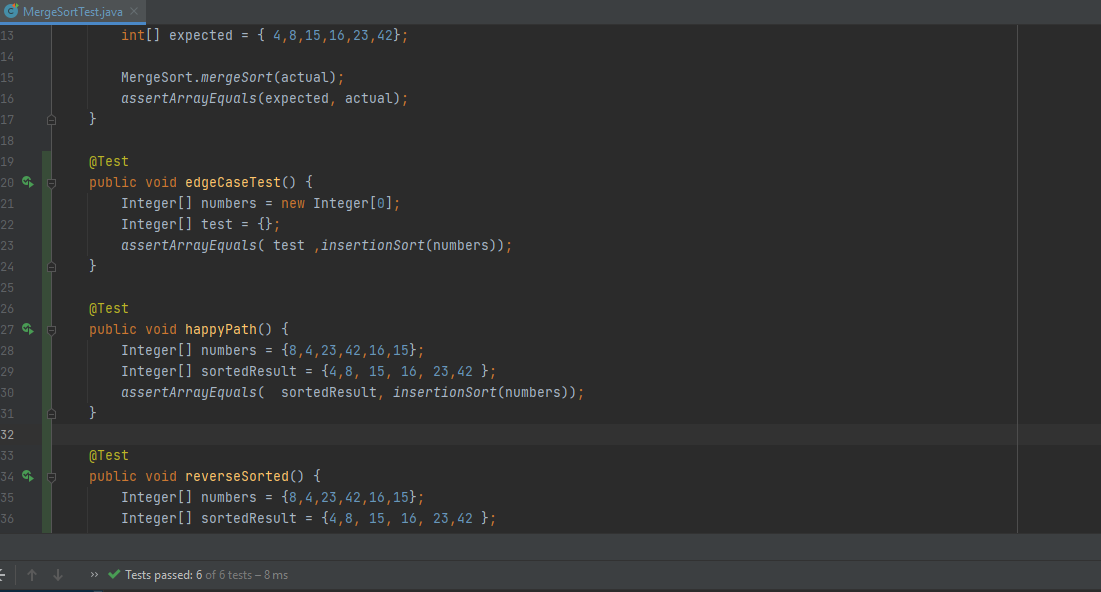 MergeSortTest.java
13 int[] expected = { 4,8,15,16,23,42};
14
15 MergeSort.mergeSort(actual);
16 assertArrayEquals(expected, actual);
17 }
18
19 @Test
20 public void edgeCaseTest() {
21 Integer[] numbers = new Integer[0];
22 Integer[] test = {};
23 assertArrayEquals( test ,insertionSort(numbers));
24 }
25
26 @Test
27 public void happyPath() {
28 Integer[] numbers = {8,4,23,42,16,15};
29 Integer[] sortedResult = {4,8, 15, 16, 23,42 };
30 assertArrayEquals(  sortedResult, insertionSort(numbers));
31 }
32
33 @Test
34 public void reverseSorted() {
35 Integer[] numbers = {8,4,23,42,16,15};
36 Integer[] sortedResult = {4,8, 15, 16, 23,42 };
» Tests passed: 6 of 6 tests – 8 ms